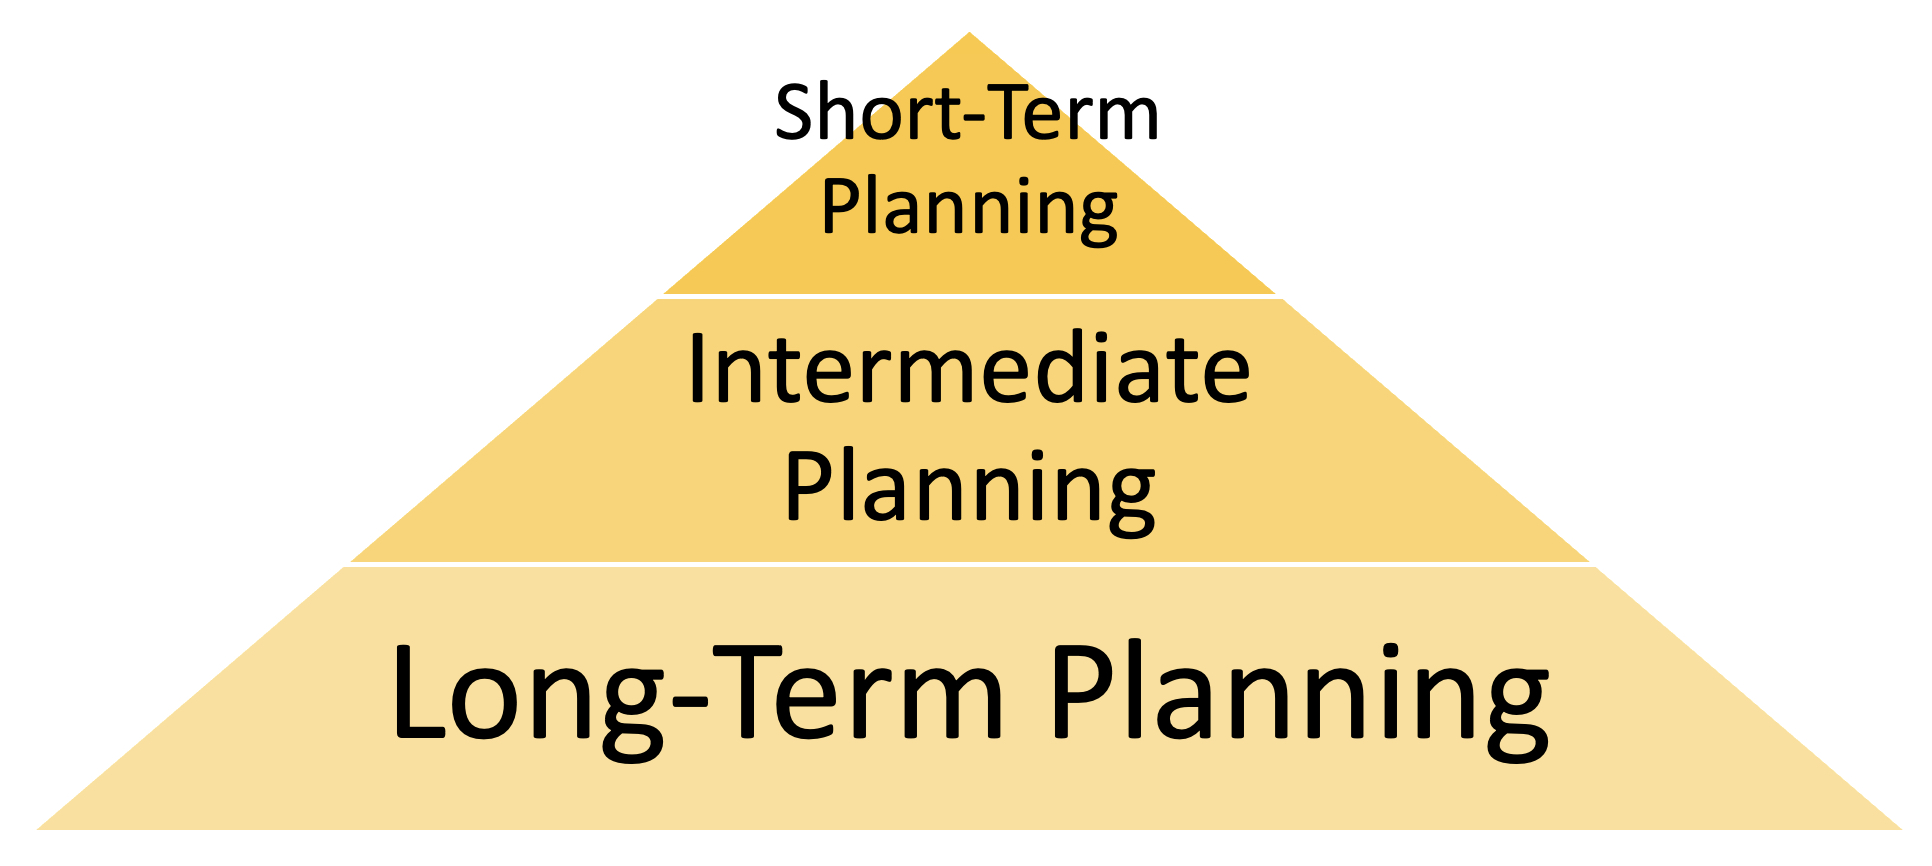 Short-Term
Planning
Intermediate
Planning
Long-Term Planning